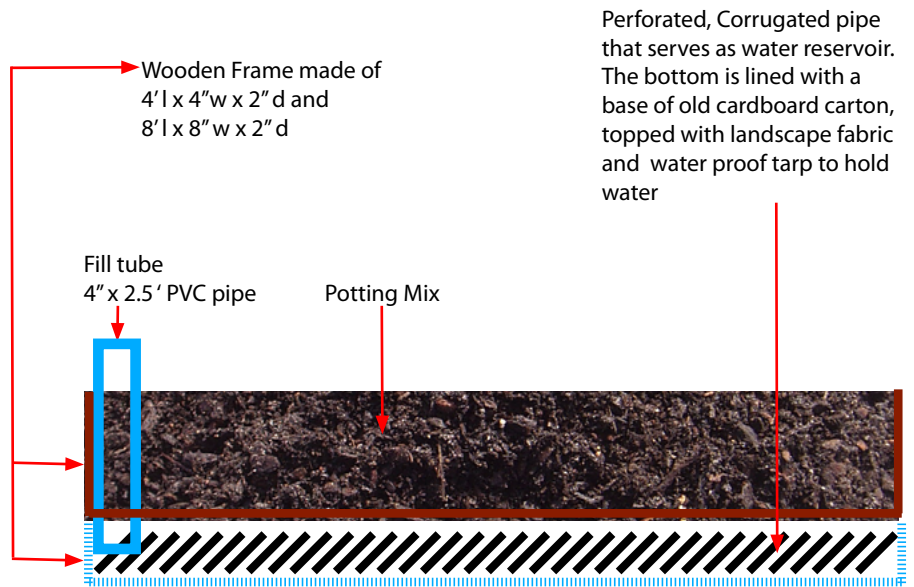 Wooden Frame made of
4' l x 4" w x 2" d and
8' l x 8" w x 2" d
Perforated, Corrugated pipe
that serves as water reservoir.
The bottom is lined with a
base of old cardboard carton,
topped with landscape fabric
and water proof tarp to hold
water
Fill tube
4" x 2.5 ' PVC pipe
Potting Mix